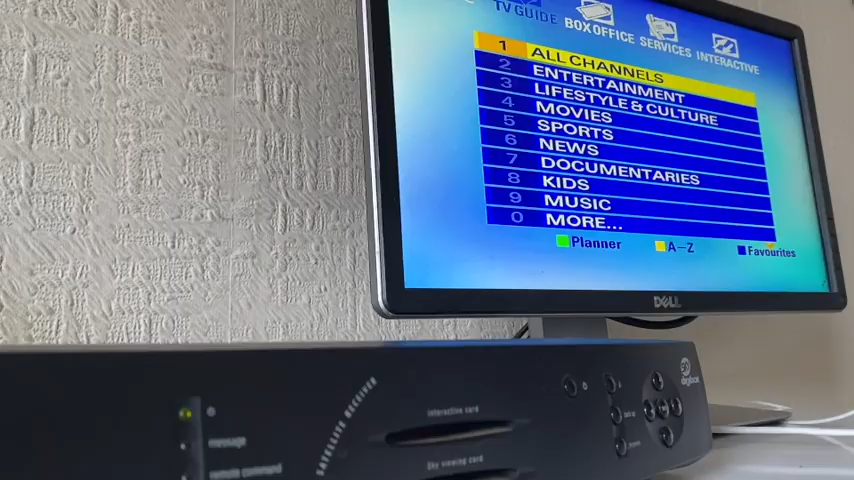 TV GUIDE
BOX OFFICE
SERVICES
INTERACTIVE
1 ALL CHANNELS
2 ENTERTAINMENT
3 LIFESTYLE & CULTURE
4 MOVIES
5 SPORTS
6 NEWS
7 DOCUMENTARIES
8 KIDS
9 MUSIC
0 MORE...
Planner
A–Z
Favourites
DELL
SATELLITE RECEIVER
message
remote command
interactive card
Sky viewing card
digibox